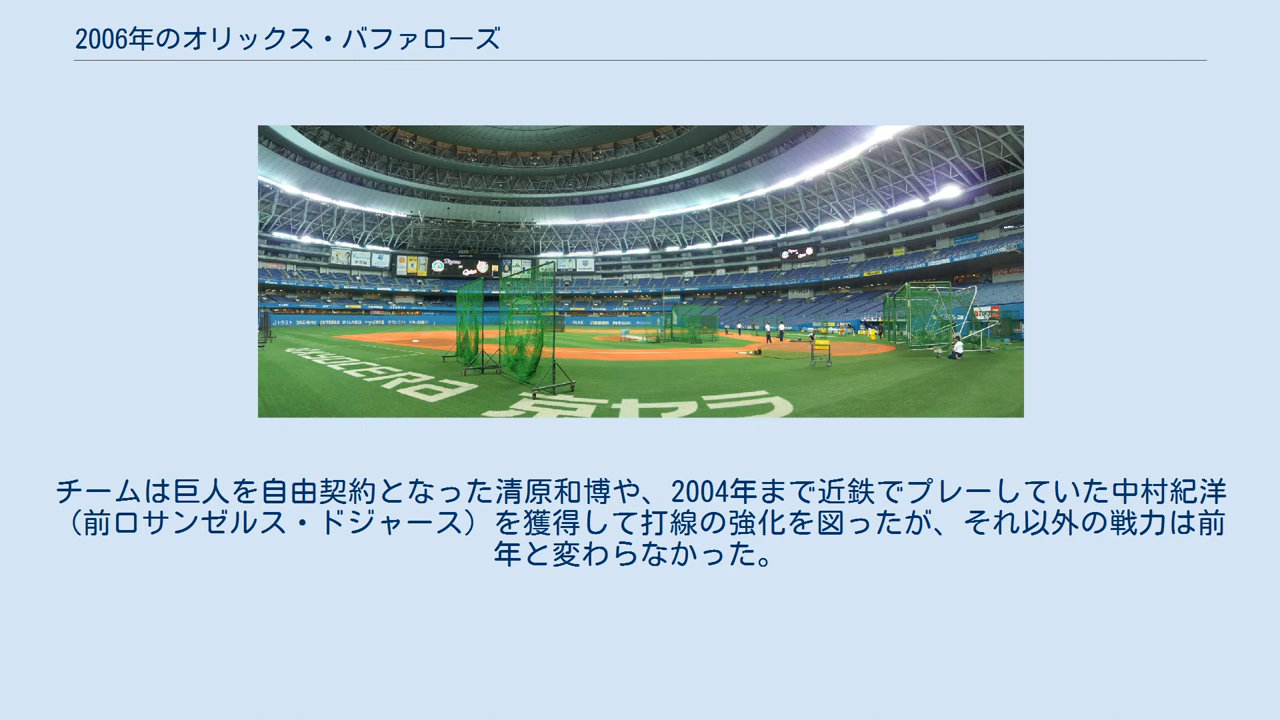 2006年のオリックス・バファローズ
KYOCERA
京セラ
チームは巨人を自由契約となった清原和博や、2004年まで近鉄でプレーしていた中村紀洋
（前ロサンゼルス・ドジャース）を獲得して打線の強化を図ったが、それ以外の戦力は前
年と変わらなかった。